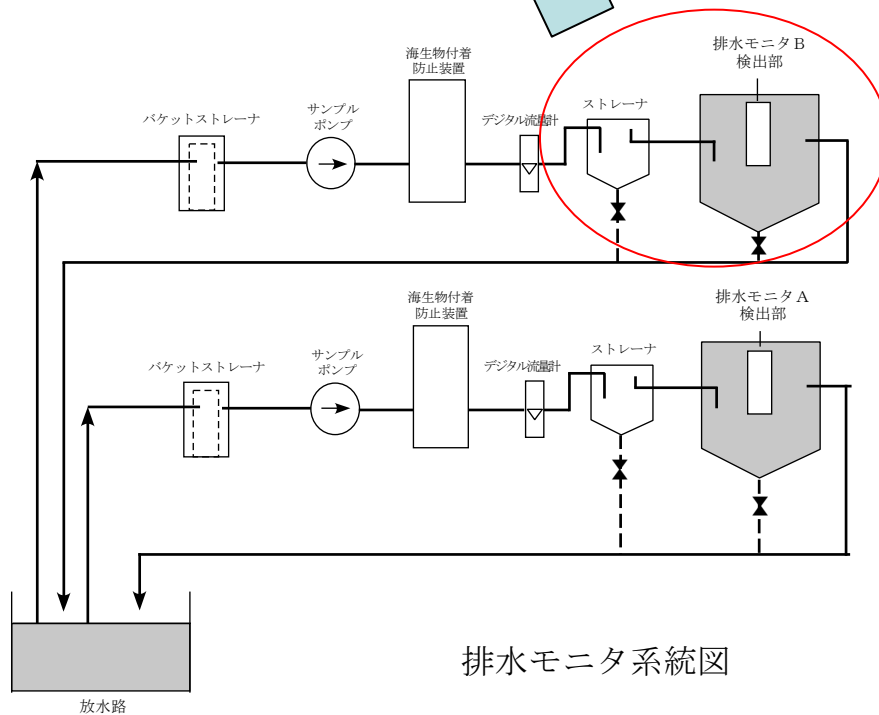 海生物付着
防止装置
排水モニタB
検出部
サンプル
ポンプ
ストレーナ
バケットストレーナ
デジタル流量計
海生物付着
防止装置
排水モニタA
検出部
サンプル
ポンプ
ストレーナ
バケットストレーナ
デジタル流量計
排水モニタ系統図
放水路